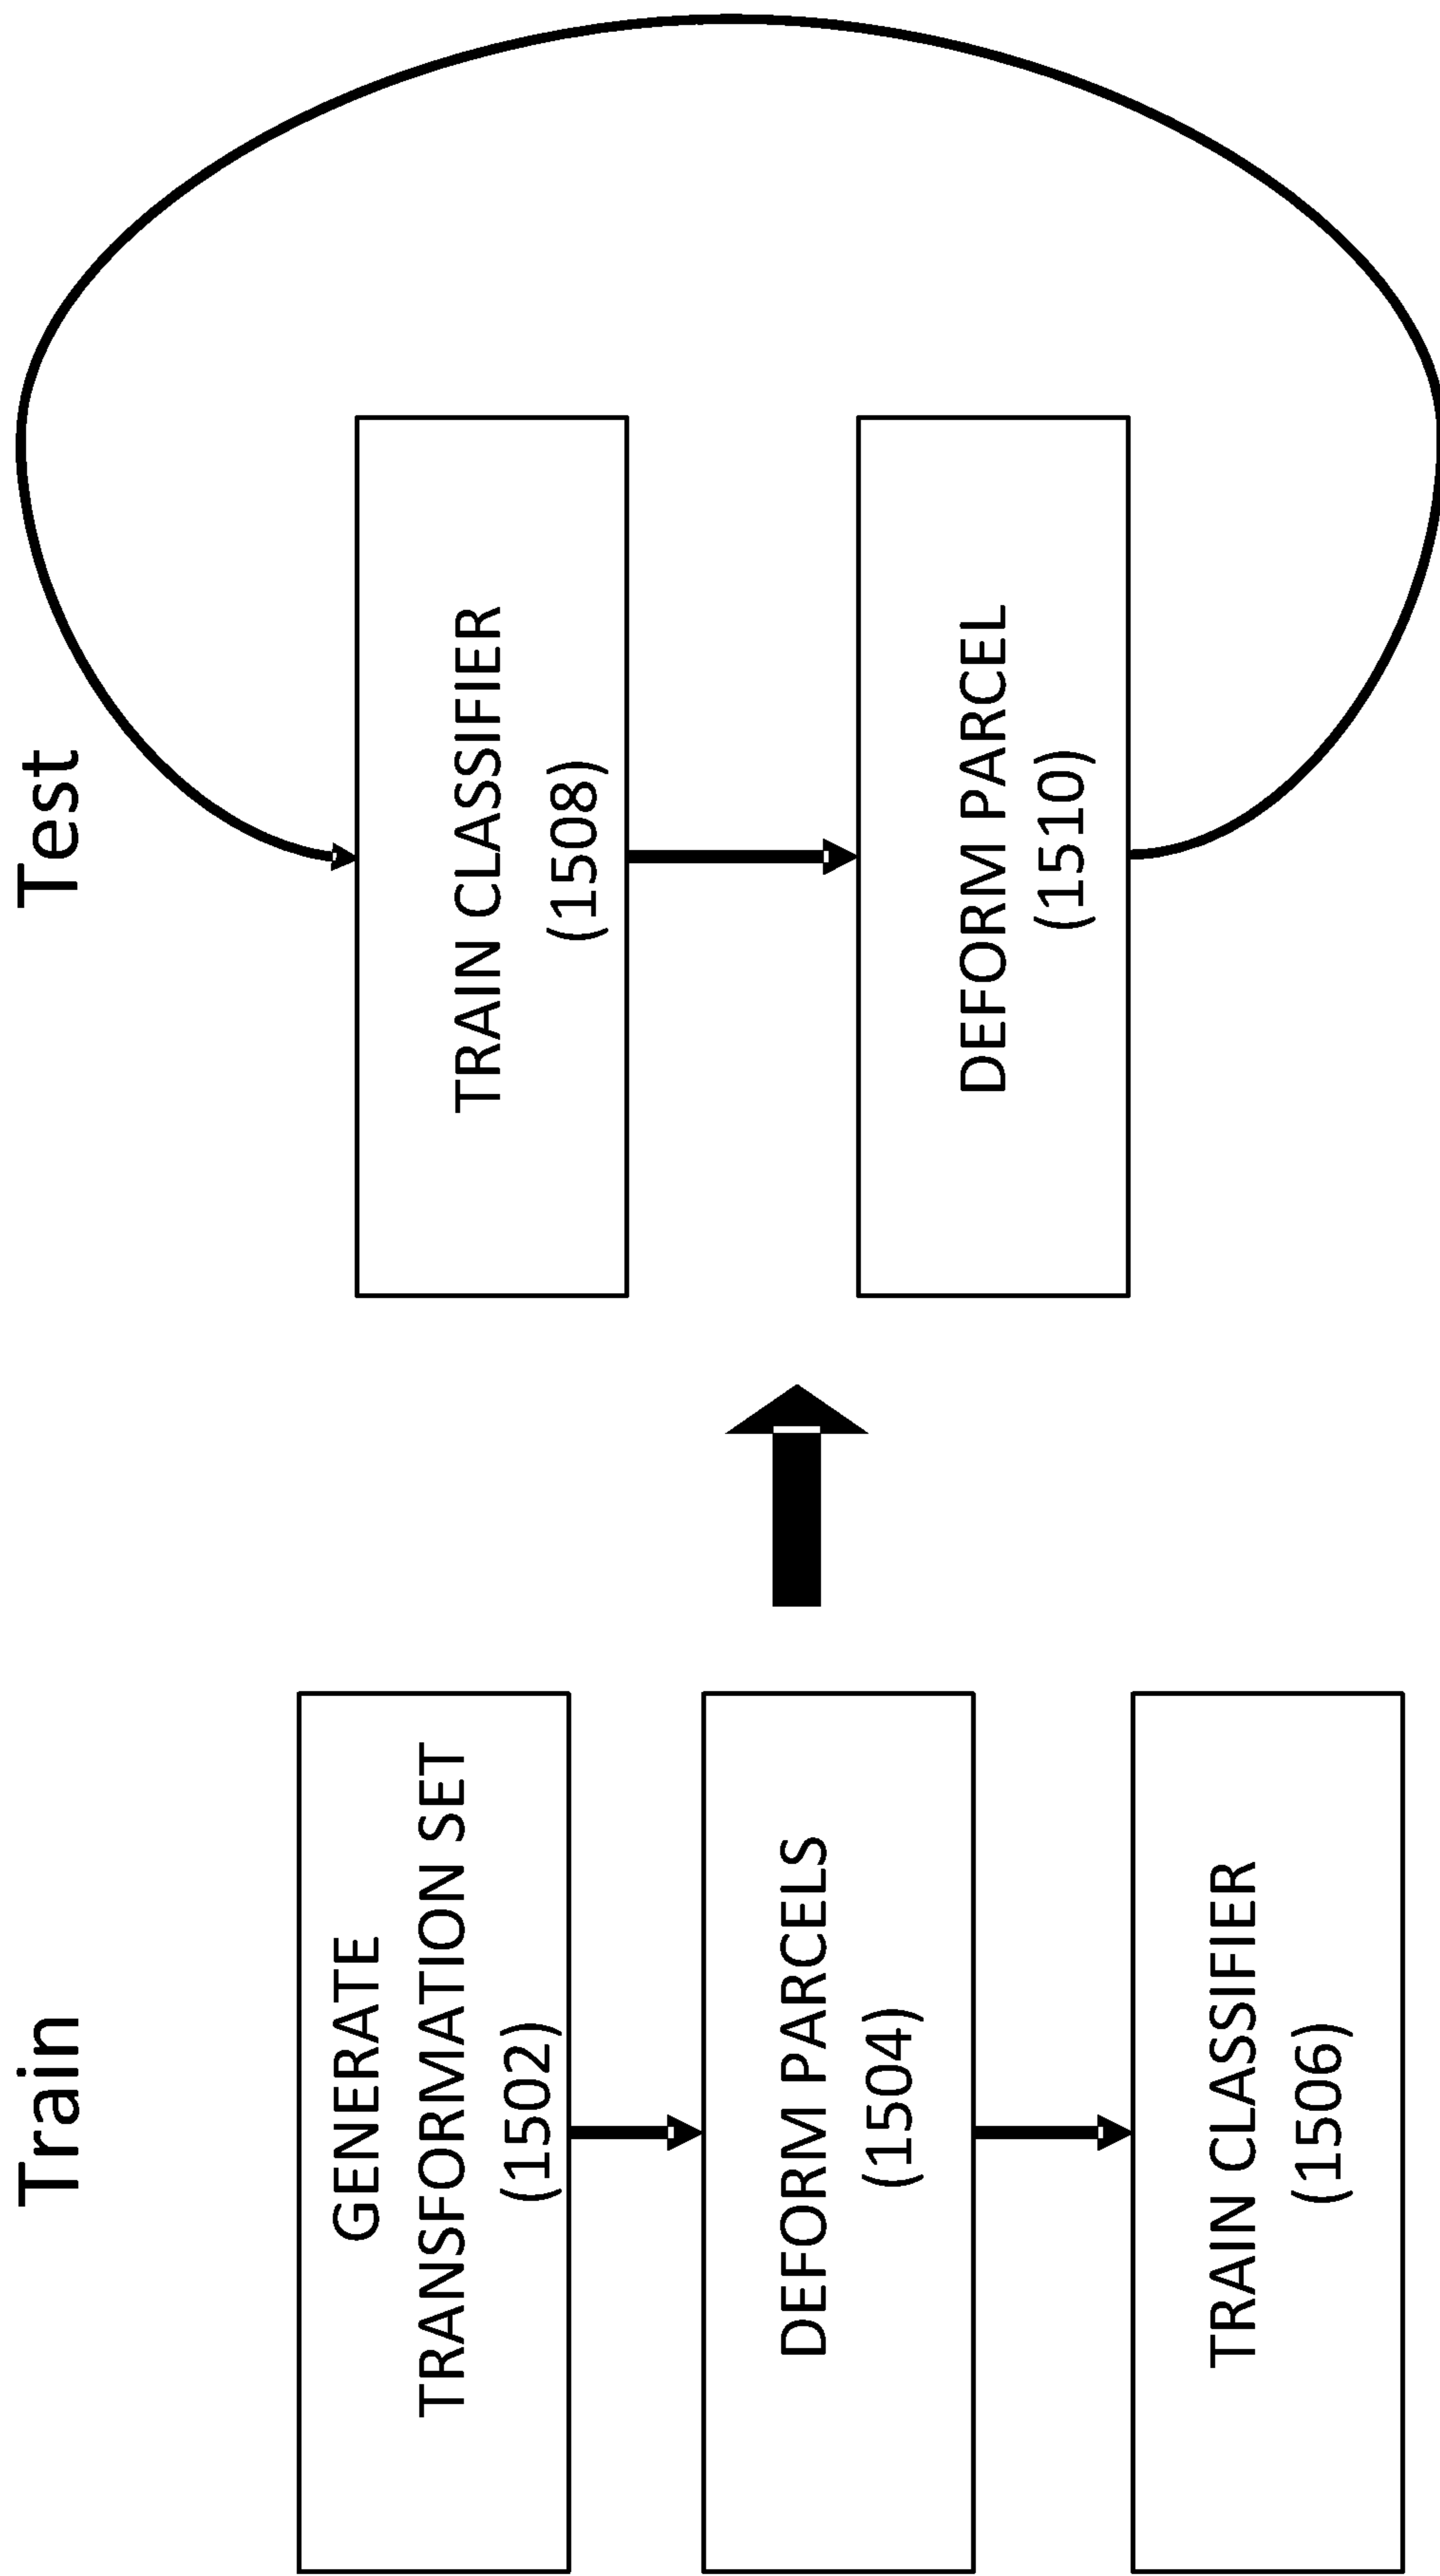 Train
GENERATE
TRANSFORMATION SET
(1502)
DEFORM PARCELS
(1504)
TRAIN CLASSIFIER
(1506)
Test
TRAIN CLASSIFIER
(1508)
DEFORM PARCEL
(1510)